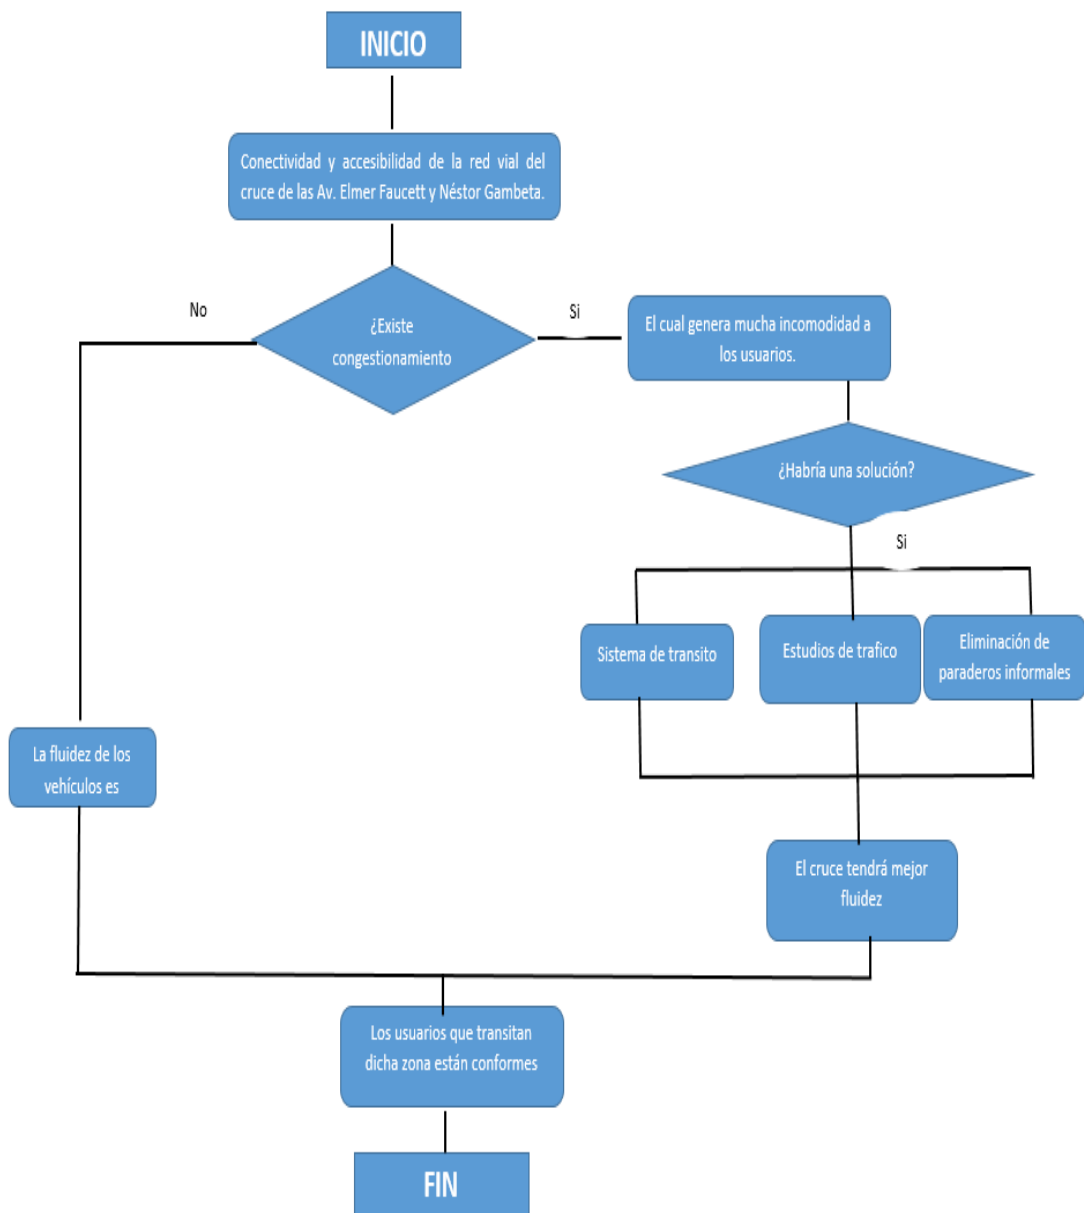 INICIO
Conectividad y accesibilidad de la red vial del
cruce de las Av. Elmer Faucett y Néstor Gambeta.
No
¿Existe
congestionamiento
Si
El cual genera mucha incomodidad a
los usuarios.
¿Habría una solución?
Si
Sistema de transito
Estudios de trafico
Eliminación de
paraderos informales
La fluidez de los
vehículos es
El cruce tendrá mejor
fluidez
Los usuarios que transitan
dicha zona están conformes
FIN